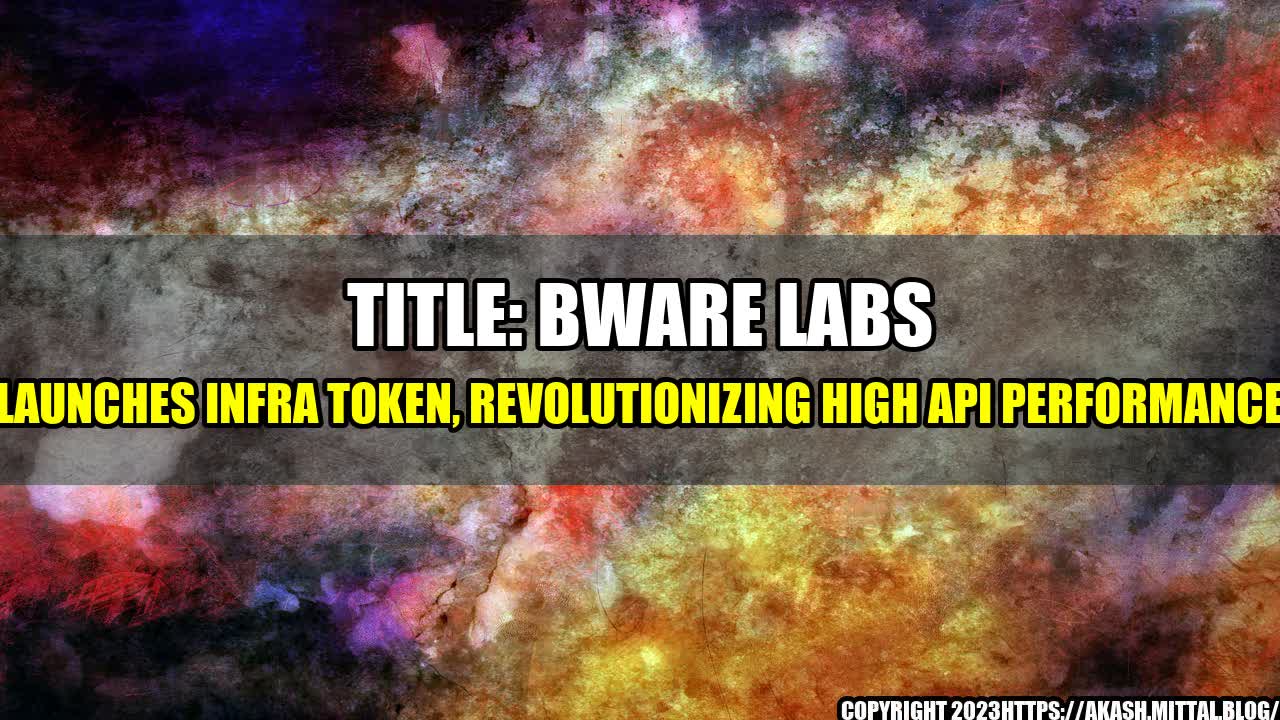 TITLE: BWARE LABS
LAUNCHES INFRA TOKEN, REVOLUTIONIZING HIGH API PERFORMANCE
COPYRIGHT 2023HTTPS://AKASH.MITTAL.BLOG/